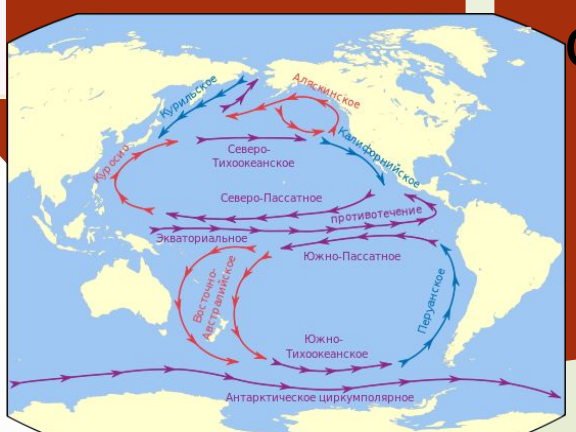 Курильское
Аляскинское
Куросио
Северо-
Тихоокеанское
Калифорнийское
Северо-Пассатное
противотечение
Экваториальное
Южно-Пассатное
Восточно-
Австралийское
Перуанское
Южно-
Тихоокеанское
Антарктическое циркумполярное